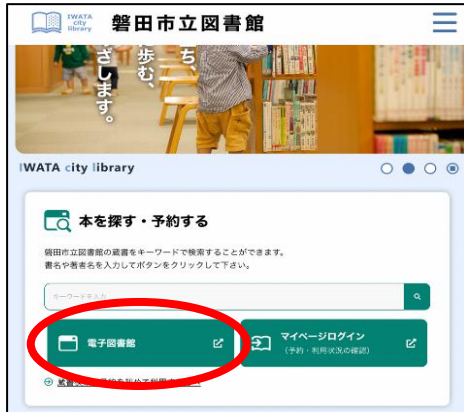 IWATA
city
library
磐田市立図書館
ち、
歩む、
ざします。
IWATA city library
本を探す・予約する
磐田市立図書館の蔵書をキーワードで検索することができます。
書名や著者名を入力してボタンをクリックして下さい。
キーワードを入力
電子図書館
マイページログイン
(予約・利用状況の確認)